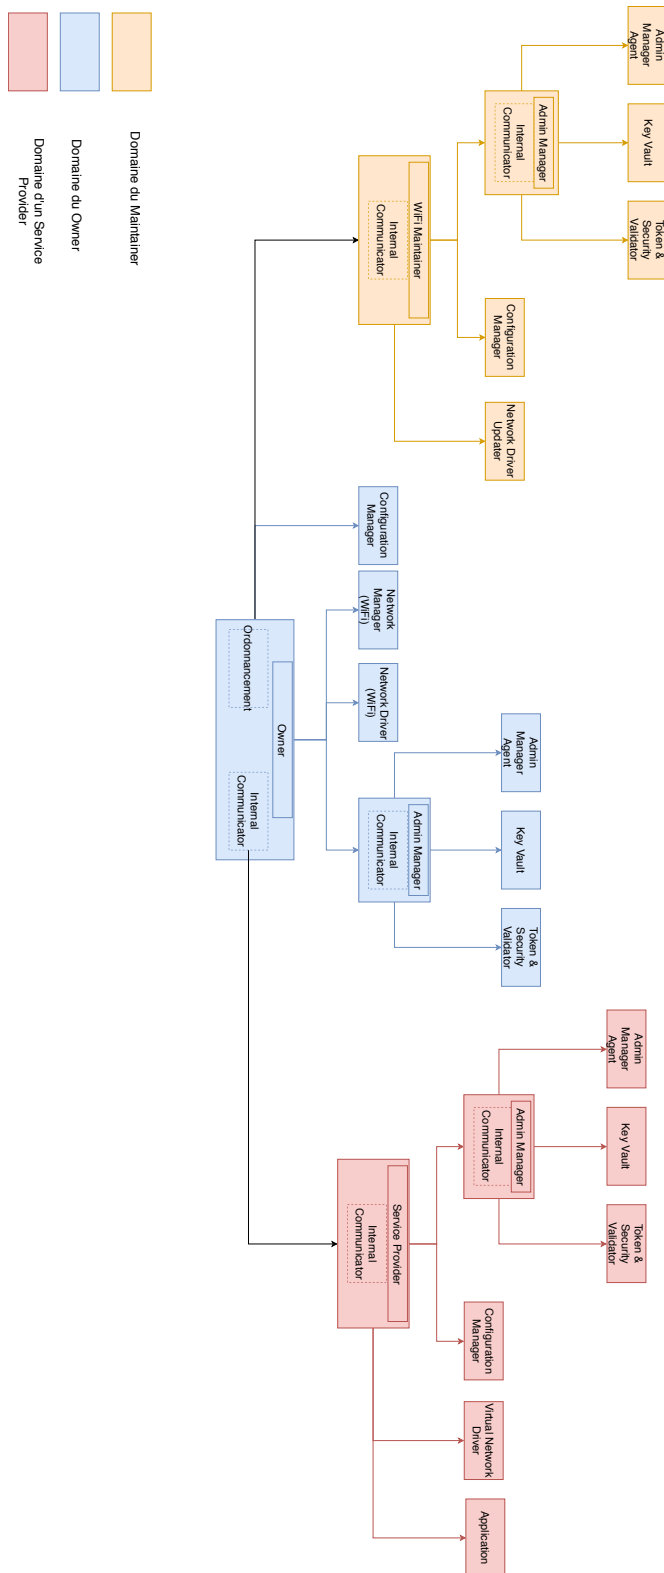 Admin
Manager
Agent
Key Vault
Token &
Security
Validator
Admin Manager
Internal
Communicator
Configuration
Manager
Network Driver
Updater
WiFi Maintainer
Internal
Communicator
Configuration
Manager
Network
Manager
(WiFi)
Network Driver
(WiFi)
Admin
Manager
Agent
Key Vault
Token &
Security
Validator
Admin Manager
Internal
Communicator
Owner
Ordonnancement
Internal
Communicator
Admin
Manager
Agent
Key Vault
Token &
Security
Validator
Admin Manager
Internal
Communicator
Configuration
Manager
Virtual Network
Driver
Application
Service Provider
Internal
Communicator
Domaine du Maintainer
Domaine du Owner
Domaine d'un Service
Provider